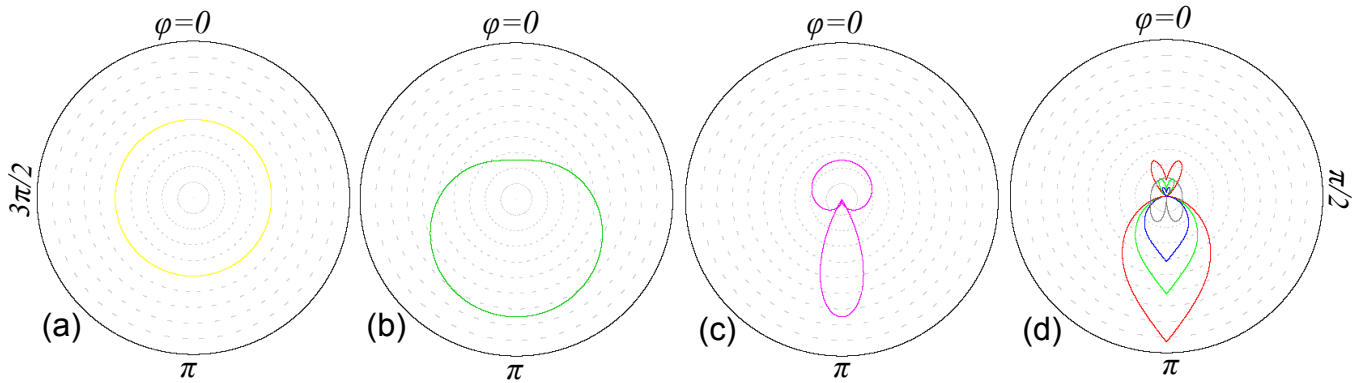 φ=0 φ=0 φ=0 φ=0
3π/2 π/2
(a) (b) (c) (d)
π π π π